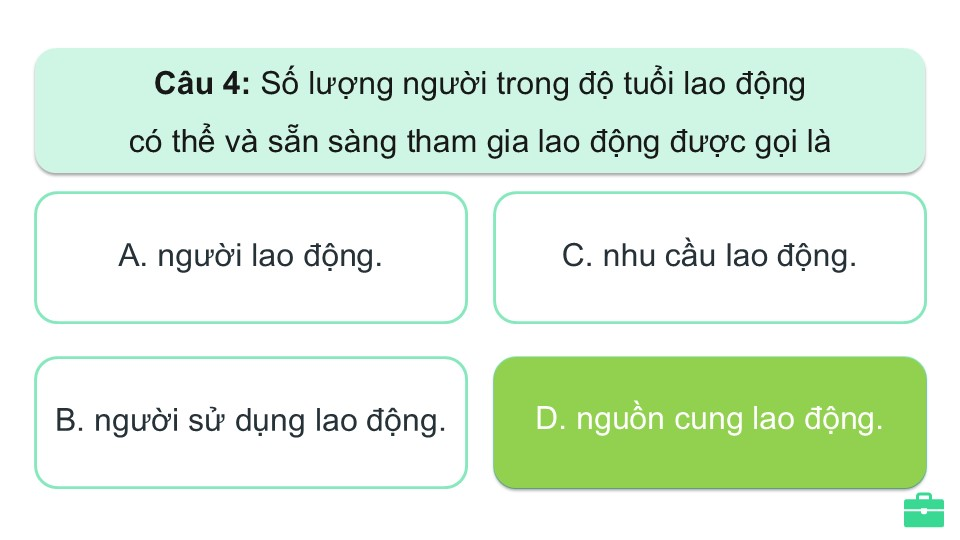 Câu 4: Số lượng người trong độ tuổi lao động
có thể và sẵn sàng tham gia lao động được gọi là
A. người lao động.
C. nhu cầu lao động.
B. người sử dụng lao động.
D. nguồn cung lao động.